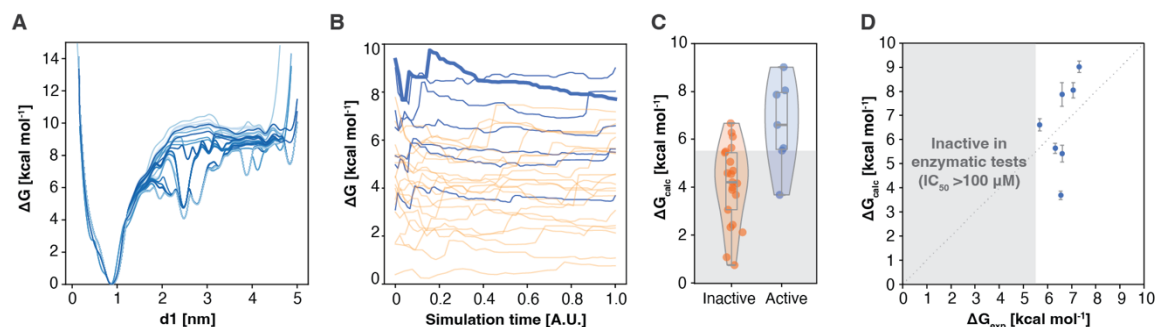 A
ΔG [kcal mol⁻¹]
14
12
10
8
6
4
2
0
0 1 2 3 4 5
d1 [nm]
B
ΔG [kcal mol⁻¹]
10
8
6
4
2
0
0 0.2 0.4 0.6 0.8 1.0
Simulation time [A.U.]
C
ΔG_calc [kcal mol⁻¹]
10
8
6
4
2
0
Inactive Active
D
ΔG_calc [kcal mol⁻¹]
10
9
8
7
6
5
4
3
2
1
0
Inactive in
enzymatic tests
(IC₅₀ >100 µM)
0 1 2 3 4 5 6 7 8 9 10
ΔG_exp [kcal mol⁻¹]